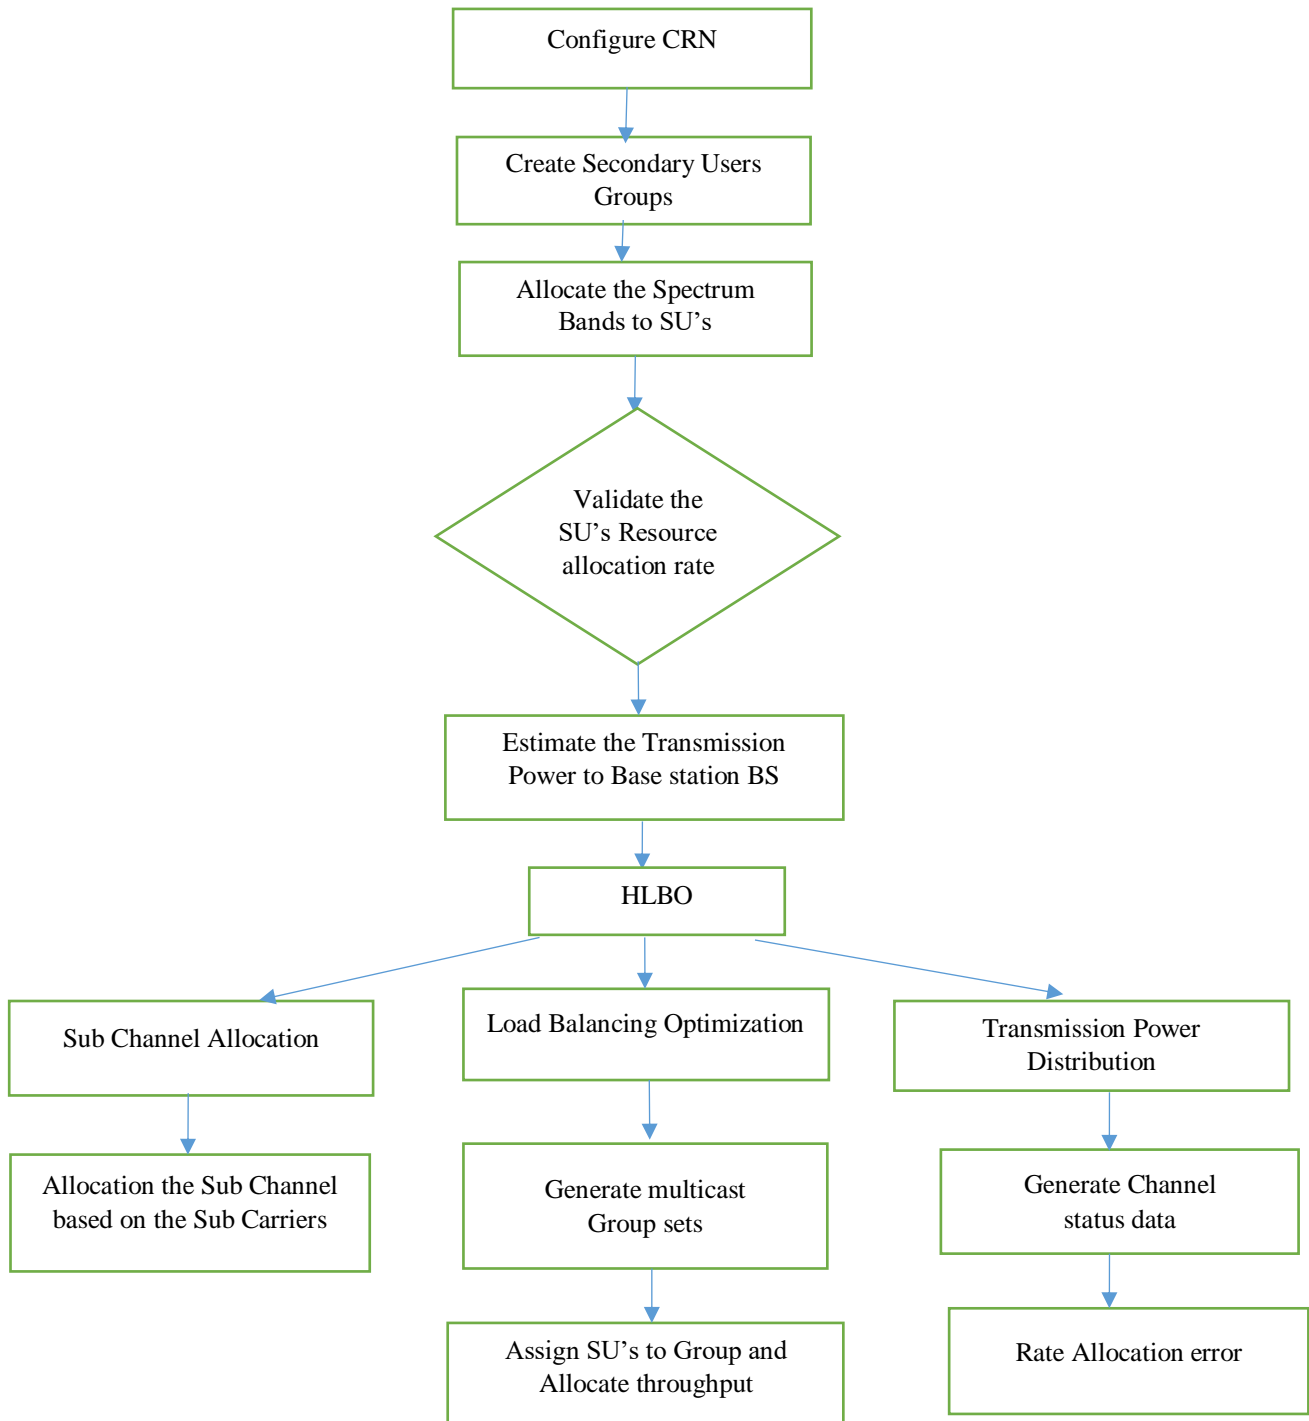 Configure CRN
Create Secondary Users
Groups
Allocate the Spectrum
Bands to SU’s
Validate the
SU’s Resource
allocation rate
Estimate the Transmission
Power to Base station BS
HLBO
Sub Channel Allocation
Load Balancing Optimization
Transmission Power
Distribution
Allocation the Sub Channel
based on the Sub Carriers
Generate multicast
Group sets
Generate Channel
status data
Assign SU’s to Group and
Allocate throughput
Rate Allocation error